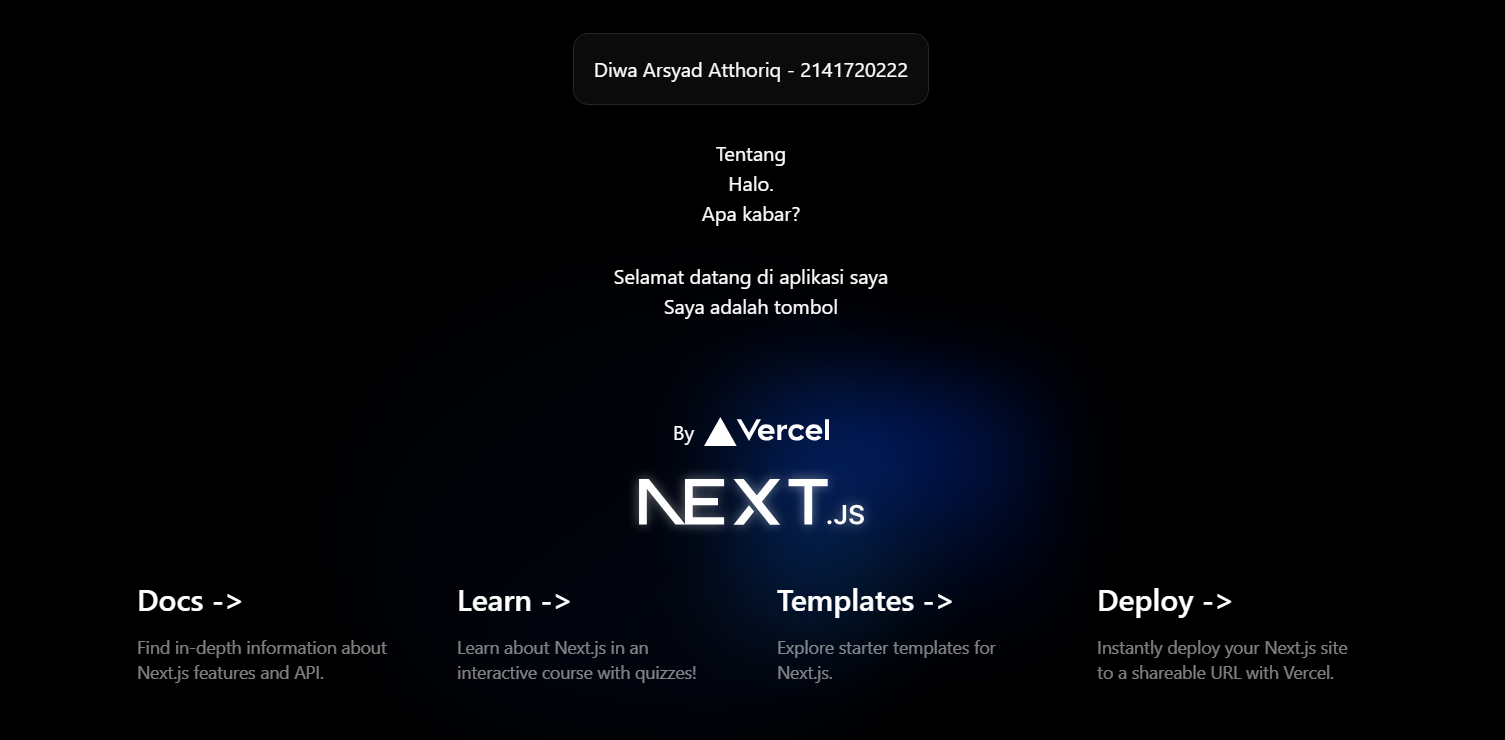 Diwa Arsyad Atthoriq - 2141720222
Tentang
Halo.
Apa kabar?
Selamat datang di aplikasi saya
Saya adalah tombol
By Vercel
NEXT.JS
Docs ->
Find in-depth information about
Next.js features and API.
Learn ->
Learn about Next.js in an
interactive course with quizzes!
Templates ->
Explore starter templates for
Next.js.
Deploy ->
Instantly deploy your Next.js site
to a shareable URL with Vercel.